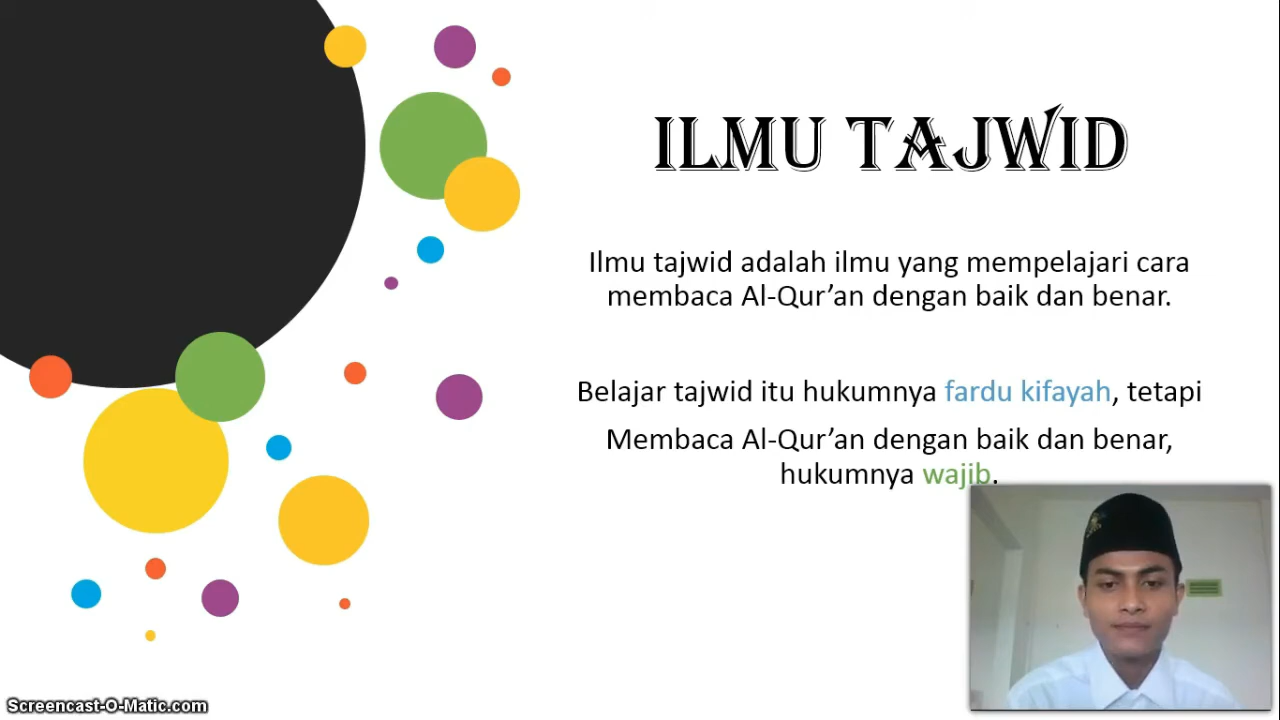 ILMU TAJWID
Ilmu tajwid adalah ilmu yang mempelajari cara
membaca Al-Qur’an dengan baik dan benar.
Belajar tajwid itu hukumnya fardu kifayah, tetapi
Membaca Al-Qur’an dengan baik dan benar,
hukumnya wajib.
Screencast-O-Matic.com